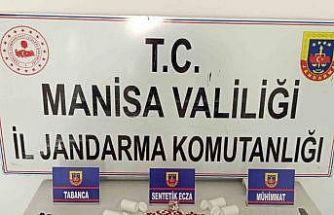 T.C.
MANİSA VALİLİĞİ
İL JANDARMA KOMUTANLIĞI
TABANCA
SENTETİK ECZA
MÜHİMMAT